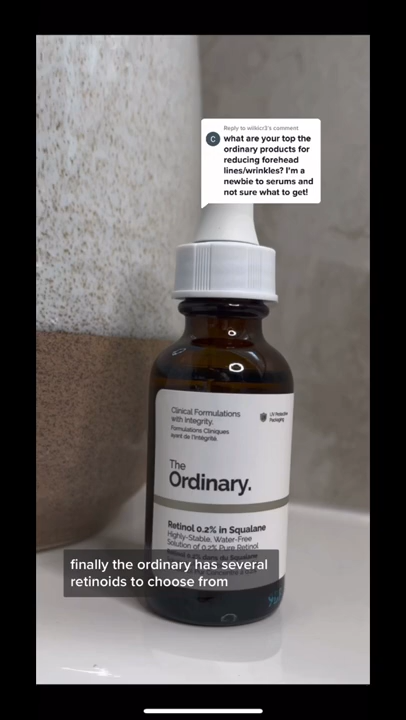 Reply to williicr3's comment
C
what are your top the
ordinary products for
reducing forehead
lines/wrinkles? I'm a
newbie to serums and
not sure what to get!
Clinical Formulations
with Integrity.
Formulations Cliniques
Ayant de l'Intégrité.
UV Protective
Packaging
The
Ordinary.
Retinol 0.2% in Squalane
Highly-Stable, Water-Free
Solution of 0.2% Pure Retinol
finally the ordinary has several
retinoids to choose from